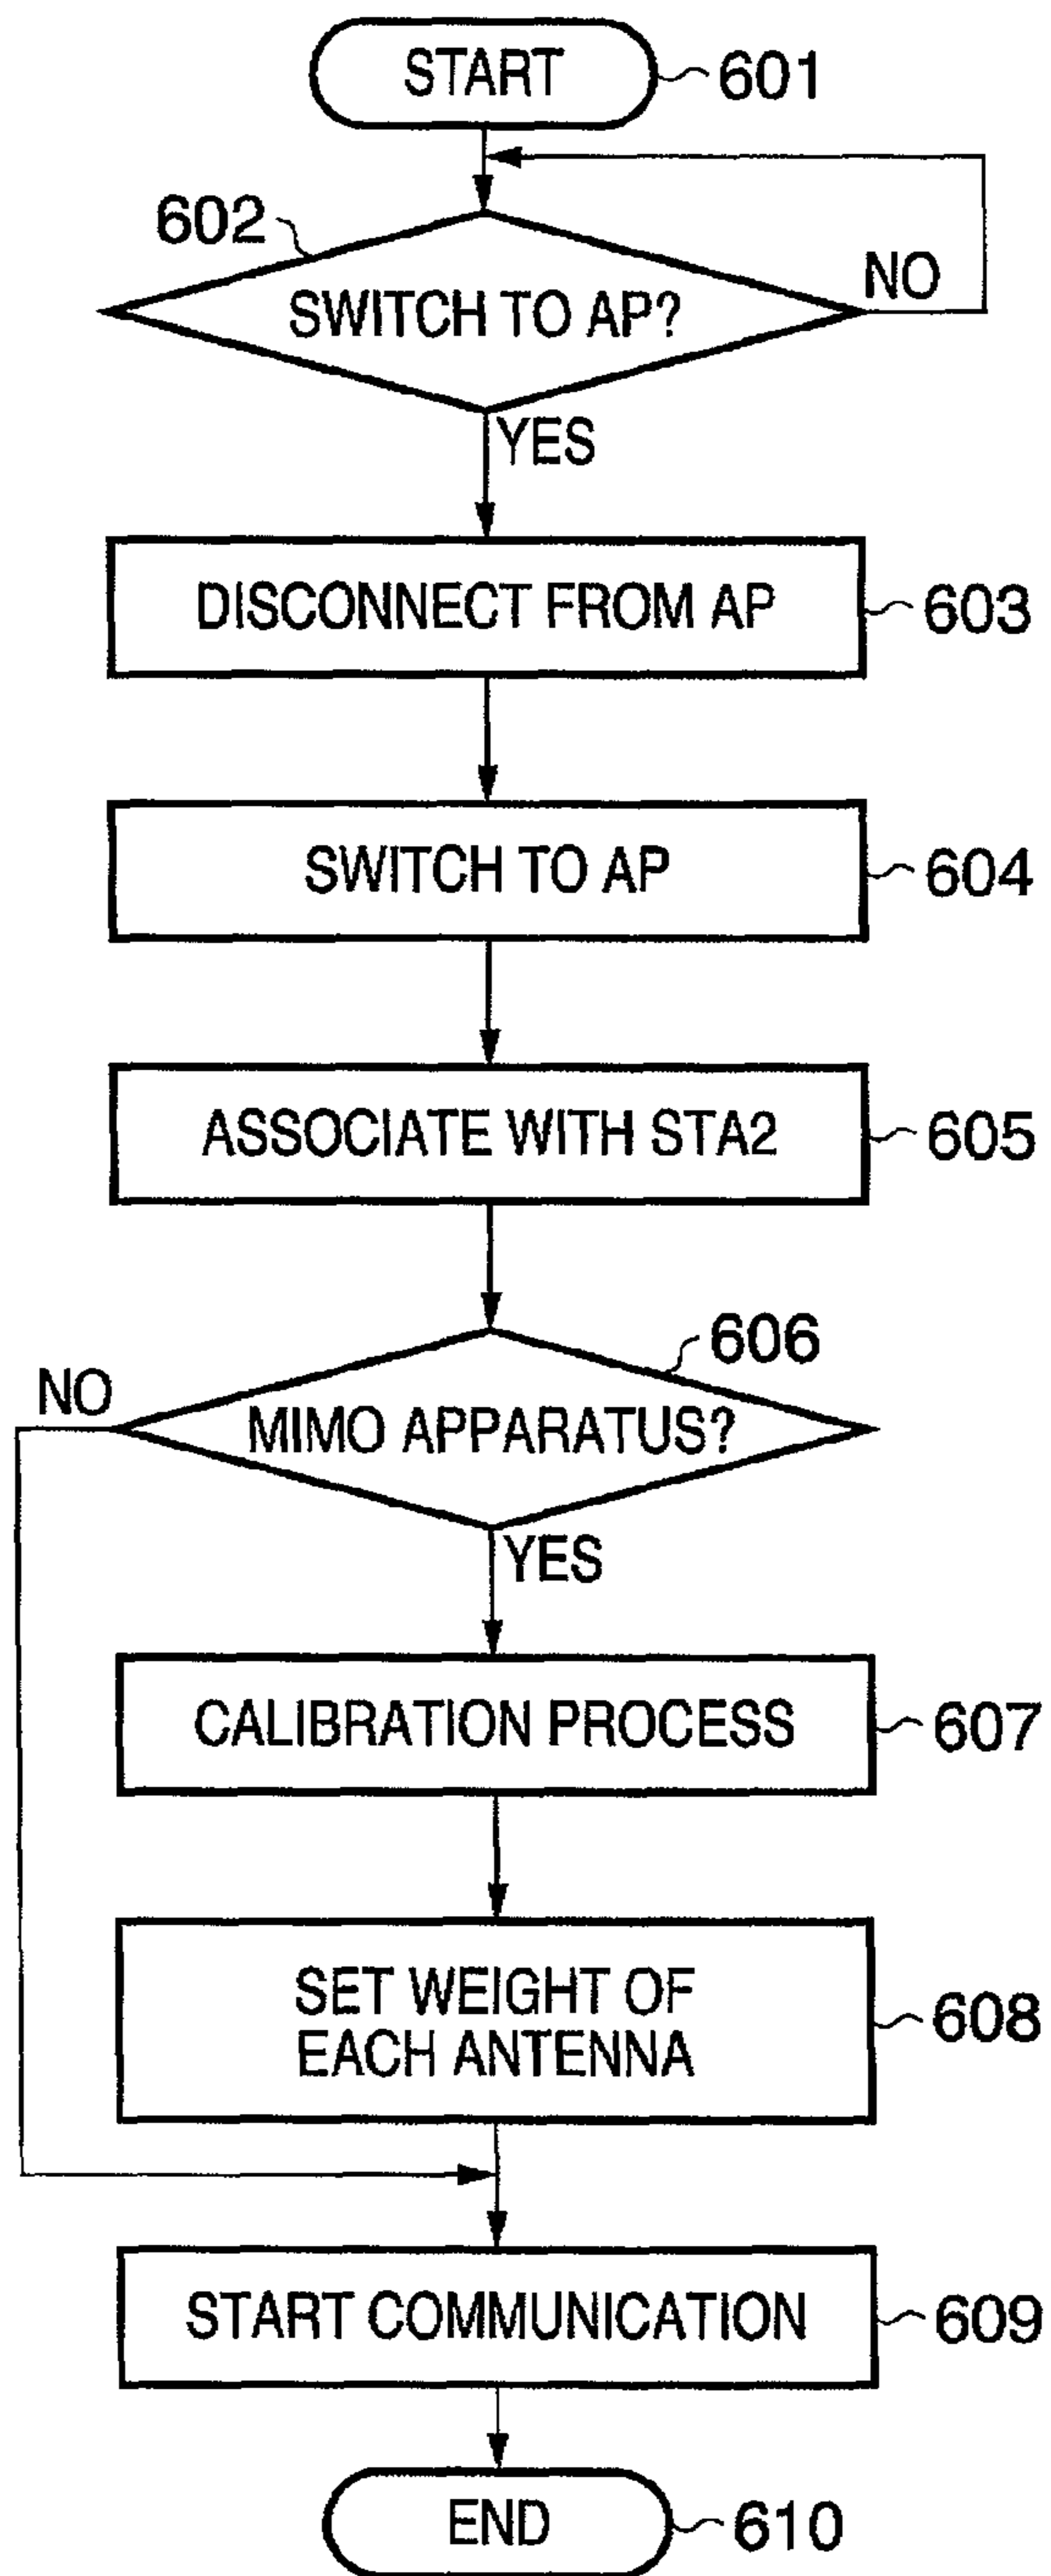 START
601
602
SWITCH TO AP?
NO
YES
DISCONNECT FROM AP
603
SWITCH TO AP
604
ASSOCIATE WITH STA2
605
606
NO
MIMO APPARATUS?
YES
CALIBRATION PROCESS
607
SET WEIGHT OF
EACH ANTENNA
608
START COMMUNICATION
609
END
610